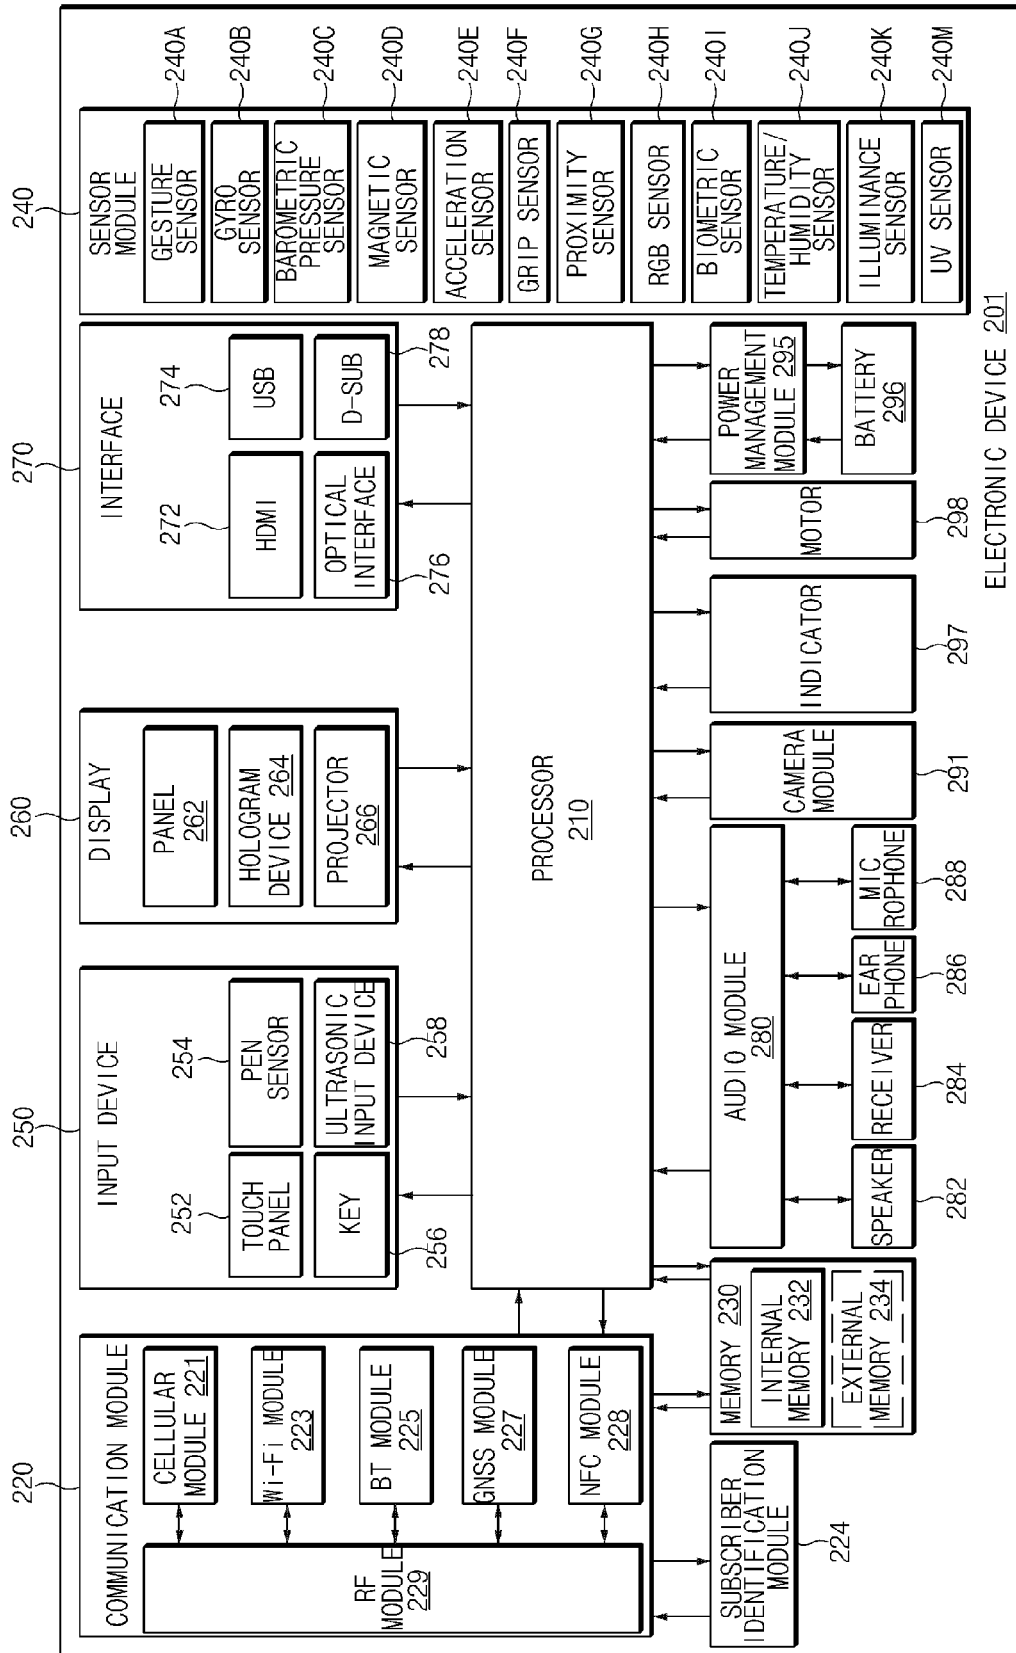 220
COMMUNICATION MODULE
RF
MODULE
229
CELLULAR
MODULE 221
Wi-Fi MODULE
223
BT MODULE
225
GNSS MODULE
227
NFC MODULE
228
250
INPUT DEVICE
252
TOUCH
PANEL
254
PEN
SENSOR
KEY
256
ULTRASONIC
INPUT DEVICE
258
260
DISPLAY
PANEL
262
HOLOGRAM
DEVICE 264
PROJECTOR
266
270
INTERFACE
272
HDMI
274
USB
OPTICAL
INTERFACE
276
D-SUB
278
240
SENSOR
MODULE
GESTURE
SENSOR
240A
GYRO
SENSOR
240B
BAROMETRIC
PRESSURE
SENSOR
240C
MAGNETIC
SENSOR
240D
ACCELERATION
SENSOR
240E
GRIP SENSOR
240F
PROXIMITY
SENSOR
240G
RGB SENSOR
240H
BIOMETRIC
SENSOR
240I
TEMPERATURE/
HUMIDITY
SENSOR
240J
ILLUMINANCE
SENSOR
240K
UV SENSOR
240M
PROCESSOR
210
SUBSCRIBER
IDENTIFICATION
MODULE
224
MEMORY 230
INTERNAL
MEMORY 232
EXTERNAL
MEMORY 234
AUDIO MODULE
280
SPEAKER
282
RECEIVER
284
EAR
PHONE
286
MIC
ROPHONE
288
CAMERA
MODULE
291
INDICATOR
297
MOTOR
298
POWER
MANAGEMENT
MODULE 295
BATTERY
296
ELECTRONIC DEVICE 201